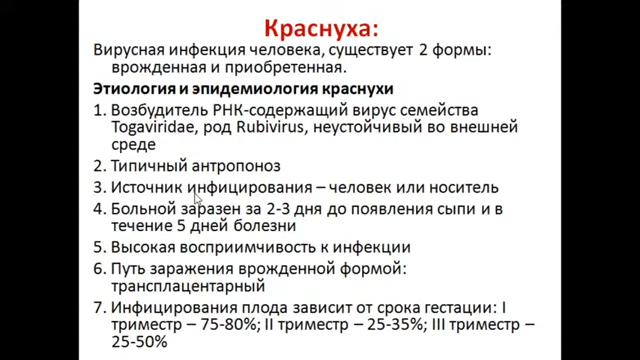 Краснуха:
Вирусная инфекция человека, существует 2 формы:
врожденная и приобретенная.
Этиология и эпидемиология краснухи
1. Возбудитель РНК-содержащий вирус семейства
Togaviridae, род Rubivirus, неустойчивый во внешней
среде
2. Типичный антропоноз
3. Источник инфицирования – человек или носитель
4. Больной заразен за 2-3 дня до появления сыпи и в
течение 5 дней болезни
5. Высокая восприимчивость к инфекции
6. Путь заражения врожденной формой:
трансплацентарный
7. Инфицирования плода зависит от срока гестации: I
триместр – 75-80%; II триместр – 25-35%; III триместр –
25-50%